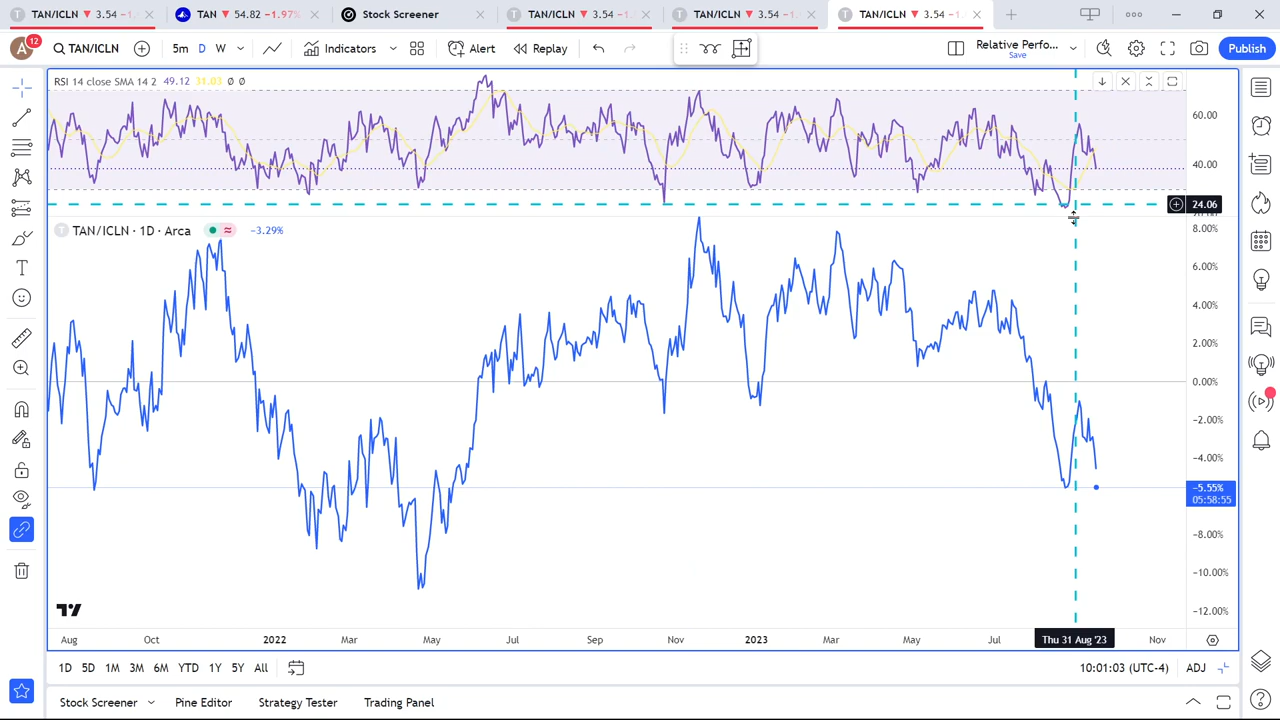 TAN/ICLN ▼ 3.54 −1.
TAN ▼ 54.82 −1.97%
Stock Screener
TAN/ICLN ▼ 3.54 −1.
TAN/ICLN ▼ 3.54 −1.
TAN/ICLN ▼ 3.54 −1.
A 12
TAN/ICLN
5m D W
Indicators
Alert
Replay
Relative Perfo...
Save
Publish
RSI 14 close SMA 14 2 49.12 31.03 Ø Ø
60.00
40.00
24.06
TAN/ICLN · 1D · Arca −3.29%
8.00%
6.00%
4.00%
2.00%
0.00%
−2.00%
−4.00%
−5.55%
05:58:55
−8.00%
−10.00%
−12.00%
Aug Oct 2022 Mar May Jul Sep Nov 2023 Mar May Jul Thu 31 Aug '23 Nov
1D 5D 1M 3M 6M YTD 1Y 5Y All
10:01:03 (UTC-4) ADJ
Stock Screener Pine Editor Strategy Tester Trading Panel